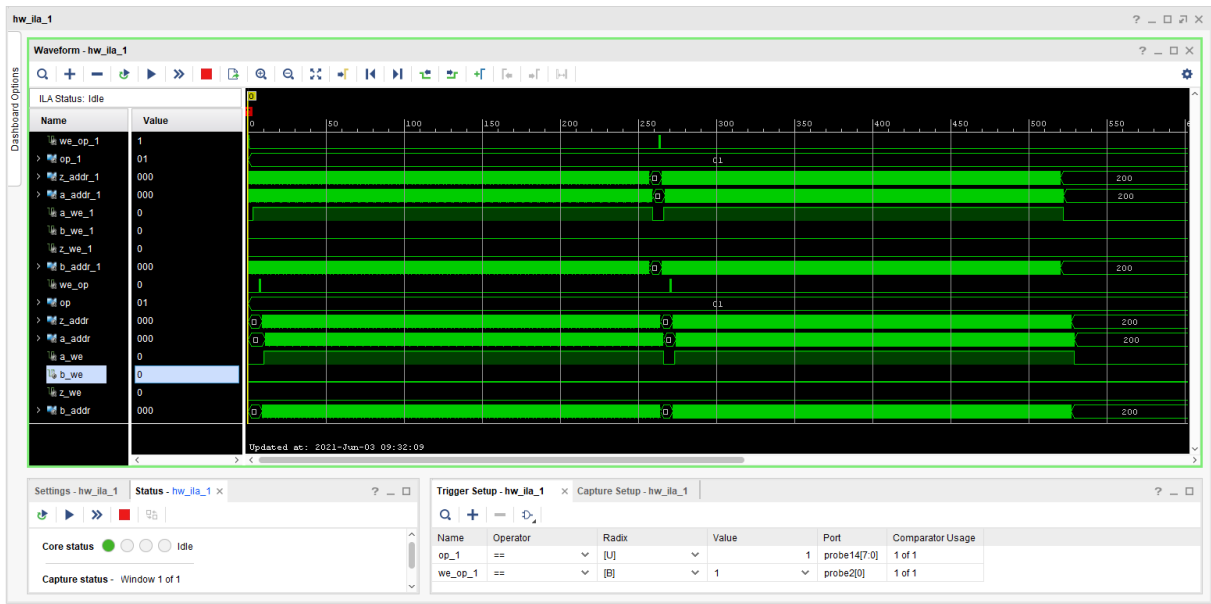 hw_ila_1
Dashboard Options
Waveform - hw_ila_1
ILA Status: Idle
Name Value
0
0 50 100 150 200 250 300 350 400 450 500 550
we_op_1 1
op_1 01 01
z_addr_1 000 200
a_addr_1 000 200
a_we_1 0
b_we_1 0
z_we_1 0
b_addr_1 000 200
we_op 0
op 01 01
z_addr 000 200
a_addr 000 200
a_we 0
b_we 0
z_we 0
b_addr 000 200
Updated at: 2021-Jun-03 09:32:09
Settings - hw_ila_1 Status - hw_ila_1
Core status Idle
Capture status - Window 1 of 1
Trigger Setup - hw_ila_1 Capture Setup - hw_ila_1
Name Operator Radix Value Port Comparator Usage
op_1 == [U] 1 probe14[7:0] 1 of 1
we_op_1 == [B] 1 probe2[0] 1 of 1